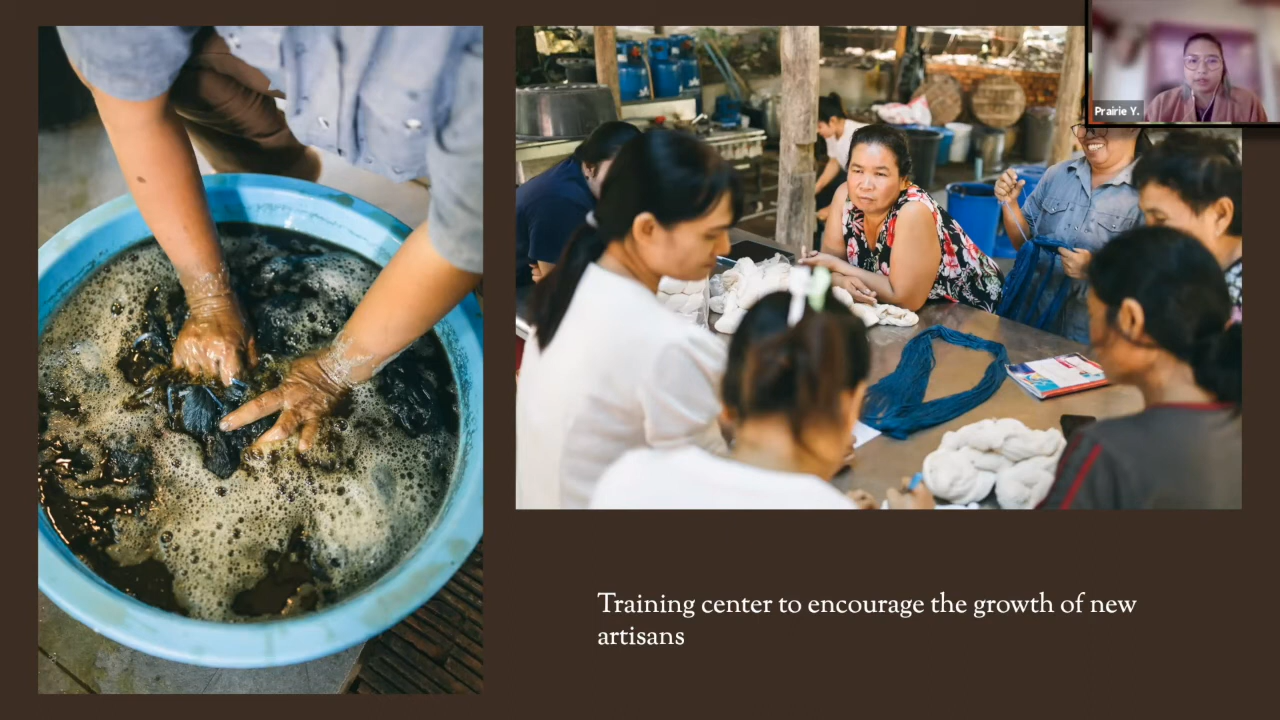 Prairie Y.
Training center to encourage the growth of new
artisans